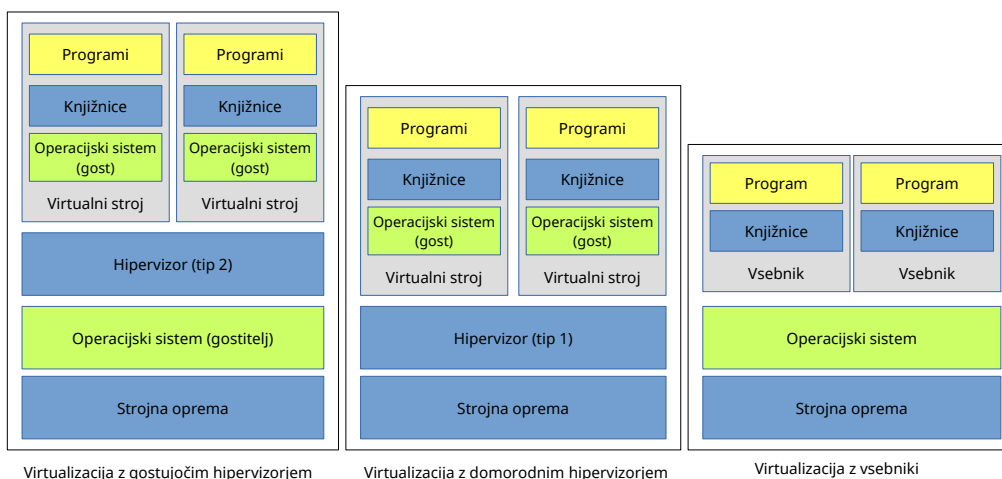 Programi
Knjižnice
Operacijski sistem
(gost)
Virtualni stroj
Programi
Knjižnice
Operacijski sistem
(gost)
Virtualni stroj
Hipervizor (tip 2)
Operacijski sistem (gostitelj)
Strojna oprema
Virtualizacija z gostujočim hipervizorjem
Programi
Knjižnice
Operacijski sistem
(gost)
Virtualni stroj
Programi
Knjižnice
Operacijski sistem
(gost)
Virtualni stroj
Hipervizor (tip 1)
Strojna oprema
Virtualizacija z domorodnim hipervizorjem
Program
Knjižnice
Vsebnik
Program
Knjižnice
Vsebnik
Operacijski sistem
Strojna oprema
Virtualizacija z vsebniki